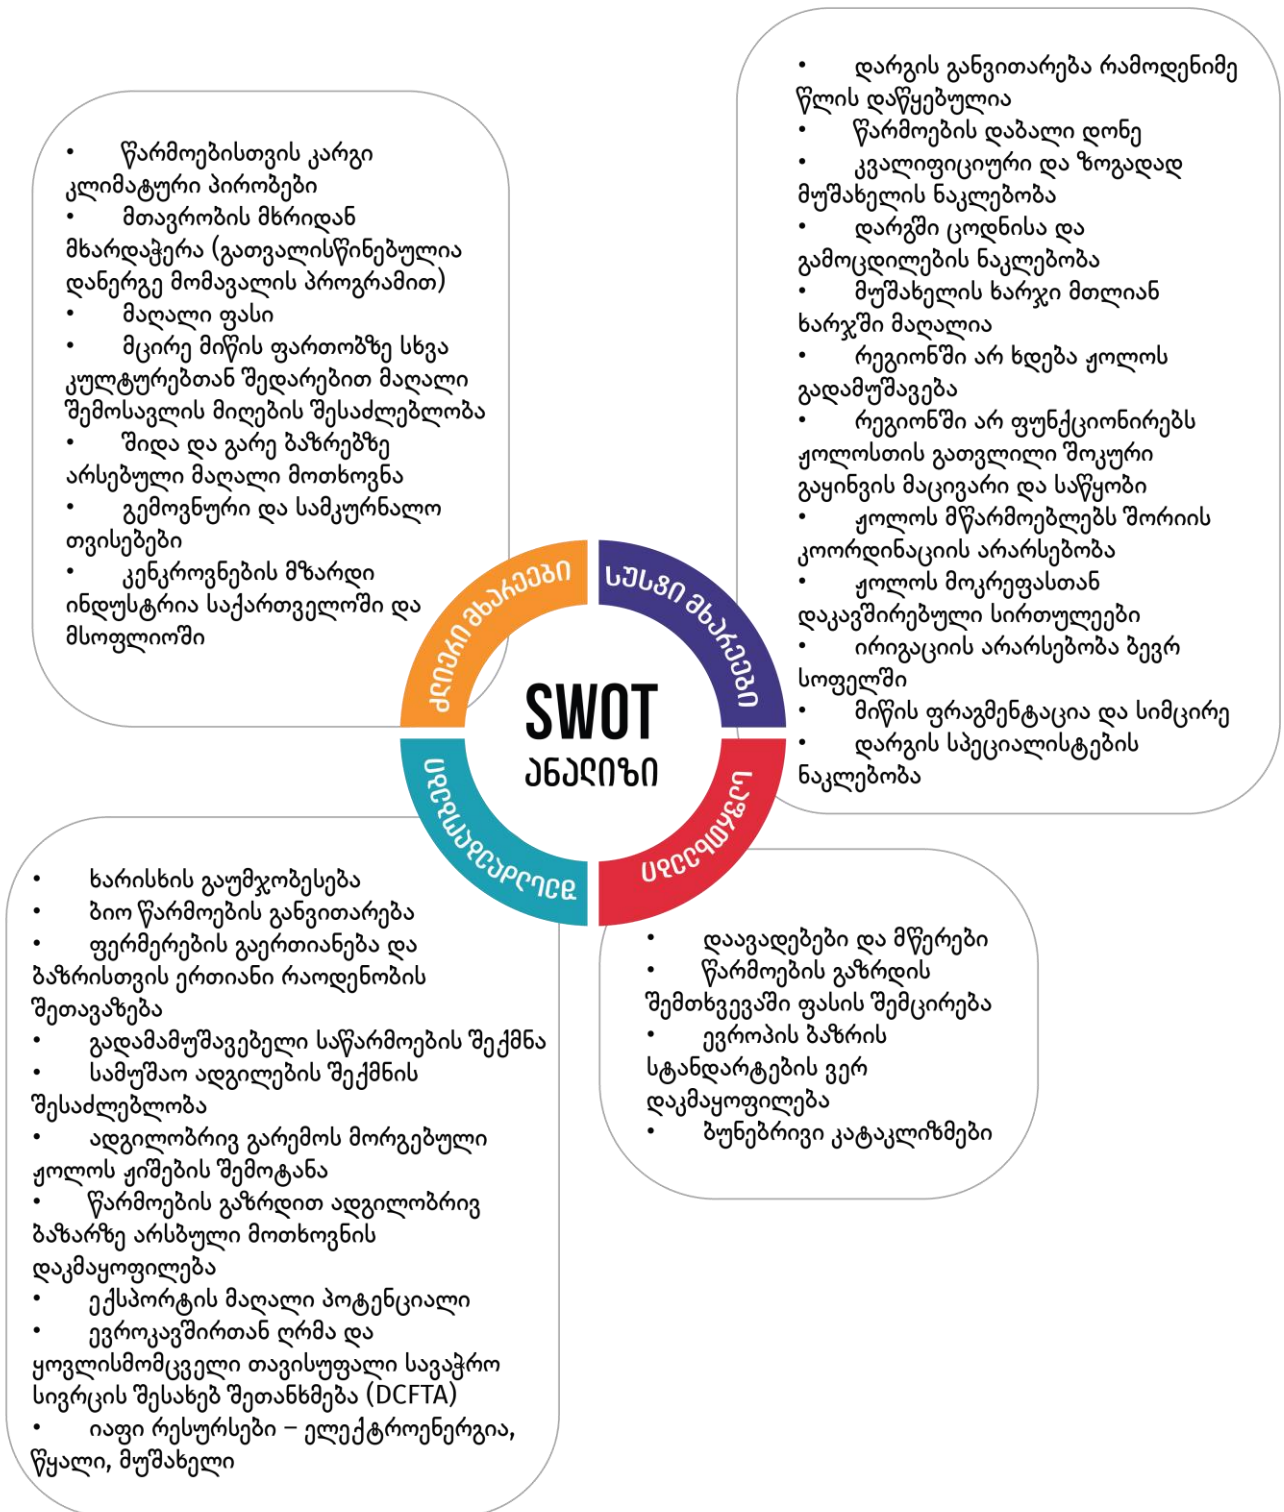 • წარმოებისთვის კარგი
კლიმატური პირობები
• მთავრობის მხრიდან
მხარდაჭერა (გათვალისწინებულია
დანერგე მომავალის პროგრამით)
• მაღალი ფასი
• მცირე მიწის ფართობზე სხვა
კულტურებთან შედარებით მაღალი
შემოსავლის მიღების შესაძლებლობა
• შიდა და გარე ბაზრებზე
არსებული მაღალი მოთხოვნა
• გემოვნური და სამკურნალო
თვისებები
• კენკროვნების მზარდი
ინდუსტრია საქართველოში და
მსოფლიოში
• დარგის განვითარება რამოდენიმე
წლის დაწყებულია
• წარმოების დაბალი დონე
• კვალიფიციური და ზოგადად
მუშახელის ნაკლებობა
• დარგში ცოდნისა და
გამოცდილების ნაკლებობა
• მუშახელის ხარჯი მთლიან
ხარჯში მაღალია
• რეგიონში არ ხდება ჟოლოს
გადამუშავება
• რეგიონში არ ფუნქციონირებს
ჟოლოსთის გათვლილი შოკური
გაყინვის მაცივარი და საწყობი
• ჟოლოს მწარმოებლებს შორიის
კოორდინაციის არარსებობა
• ჟოლოს მოკრეფასთან
დაკავშირებული სირთულეები
• ირიგაციის არარსებობა ბევრ
სოფელში
• მიწის ფრაგმენტაცია და სიმცირე
• დარგის სპეციალისტების
ნაკლებობა
ძლიერი მხარეები
სუსტი მხარეები
SWOT
ანალიზი
შესაძლებლობები
საფრთხეები
• ხარისხის გაუმჯობესება
• ბიო წარმოების განვითარება
• ფერმერების გაერთიანება და
ბაზრისთვის ერთიანი რაოდენობის
შეთავაზება
• გადამამუშავებელი საწარმოების შექმნა
• სამუშაო ადგილების შექმნის
შესაძლებლობა
• ადგილობრივ გარემოს მორგებული
ჟოლოს ჟიშების შემოტანა
• წარმოების გაზრდით ადგილობრივ
ბაზარზე არსბული მოთხოვნის
დაკმაყოფილება
• ექსპორტის მაღალი პოტენციალი
• ევროკავშირთან ღრმა და
ყოვლისმომცველი თავისუფალი სავაჭრო
სივრცის შესახებ შეთანხმება (DCFTA)
• იაფი რესურსები – ელექტროენერგია,
წყალი, მუშახელი
• დაავადებები და მწერები
• წარმოების გაზრდის
შემთხვევაში ფასის შემცირება
• ევროპის ბაზრის
სტანდარტების ვერ
დაკმაყოფილება
• ბუნებრივი კატაკლიზმები